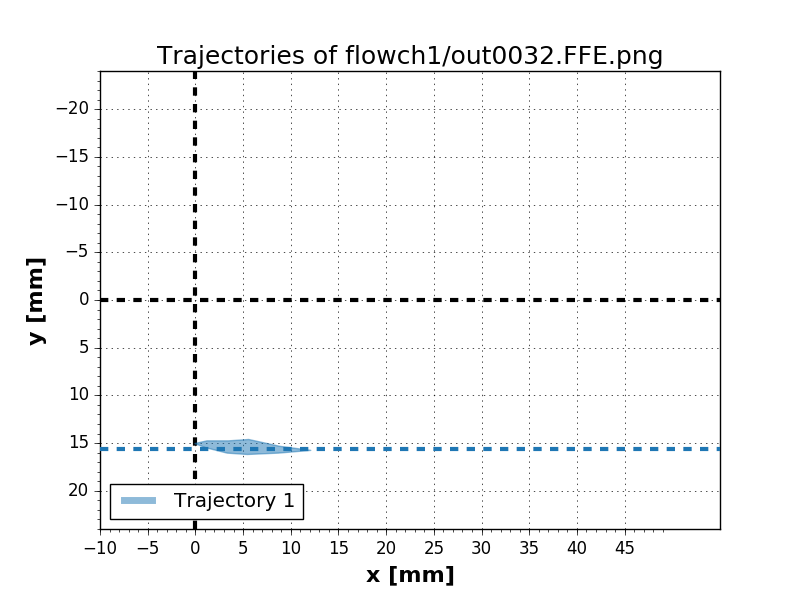 Trajectories of flowch1/out0032.FFE.png
−20
−15
−10
−5
0
5
10
15
20
y [mm]
Trajectory 1
−10 −5 0 5 10 15 20 25 30 35 40 45
x [mm]